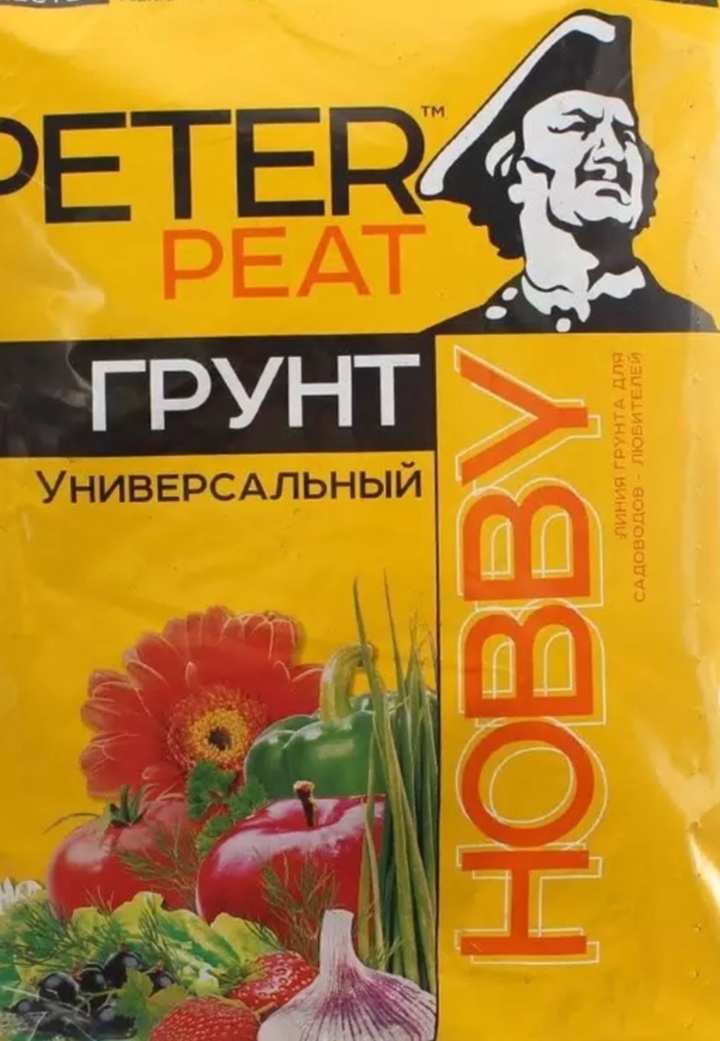 PETER™
PEAT
ГРУНТ
УНИВЕРСАЛЬНЫЙ
HOBBY
ЛИНИЯ ГРУНТА ДЛЯ
САДОВОДОВ - ЛЮБИТЕЛЕЙ